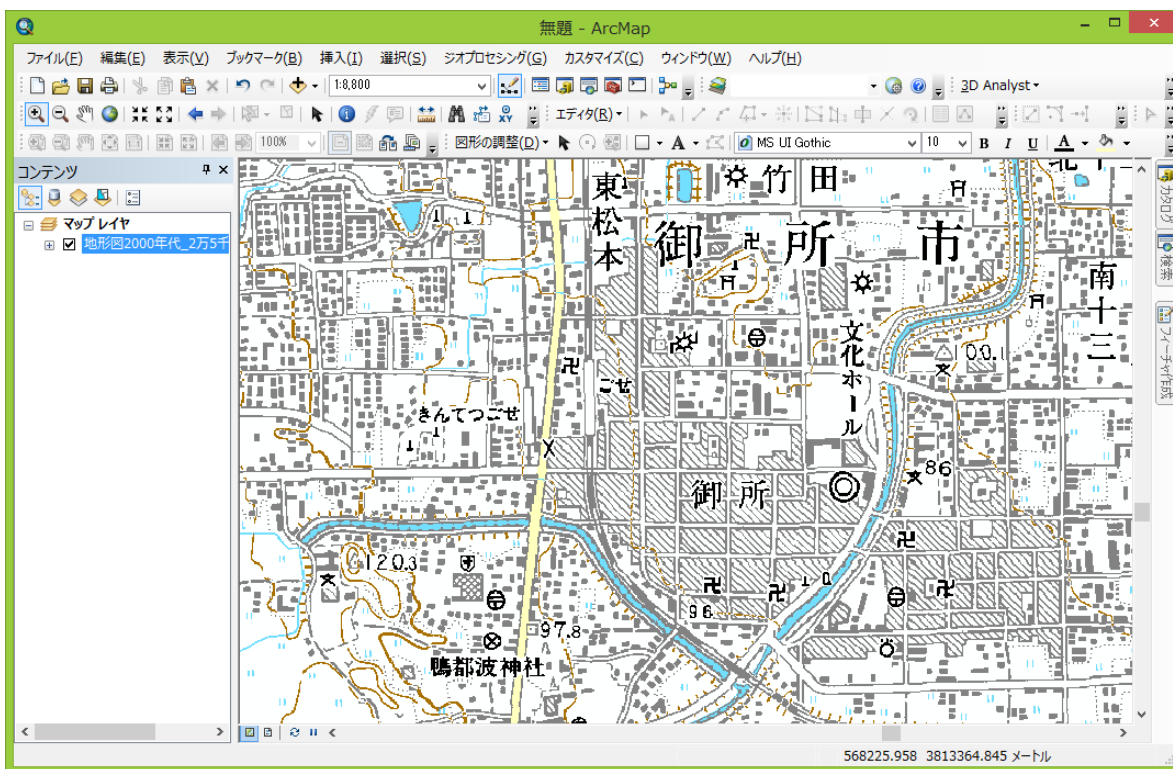 無題 - ArcMap
ファイル(F) 編集(E) 表示(V) ブックマーク(B) 挿入(I) 選択(S) ジオプロセシング(G) カスタマイズ(C) ウィンドウ(W) ヘルプ(H)
1:8,800
3D Analyst
エディタ(R)
100%
図形の調整(D)
A
MS UI Gothic
10
B I U A
コンテンツ
マップ レイヤ
地形図2000年代_2万5千
東松本
竹田
御所市
南十三
文化ホール
100.1
ごせ
きんてつごせ
86
御所
120.3
96
97.8
鴨都波神社
カタログ
検索
フィーチャ作成
568225.958 3813364.845 メートル